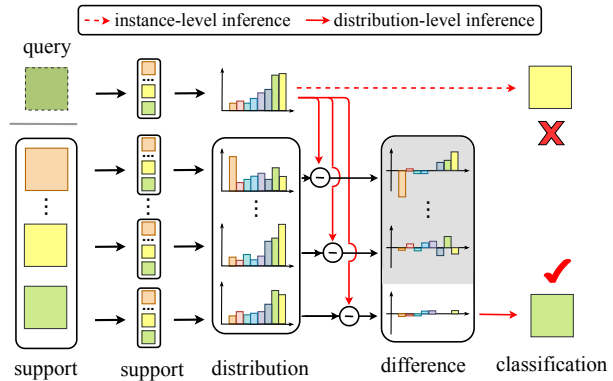 instance-level inference
distribution-level inference
query
support
support
distribution
difference
classification